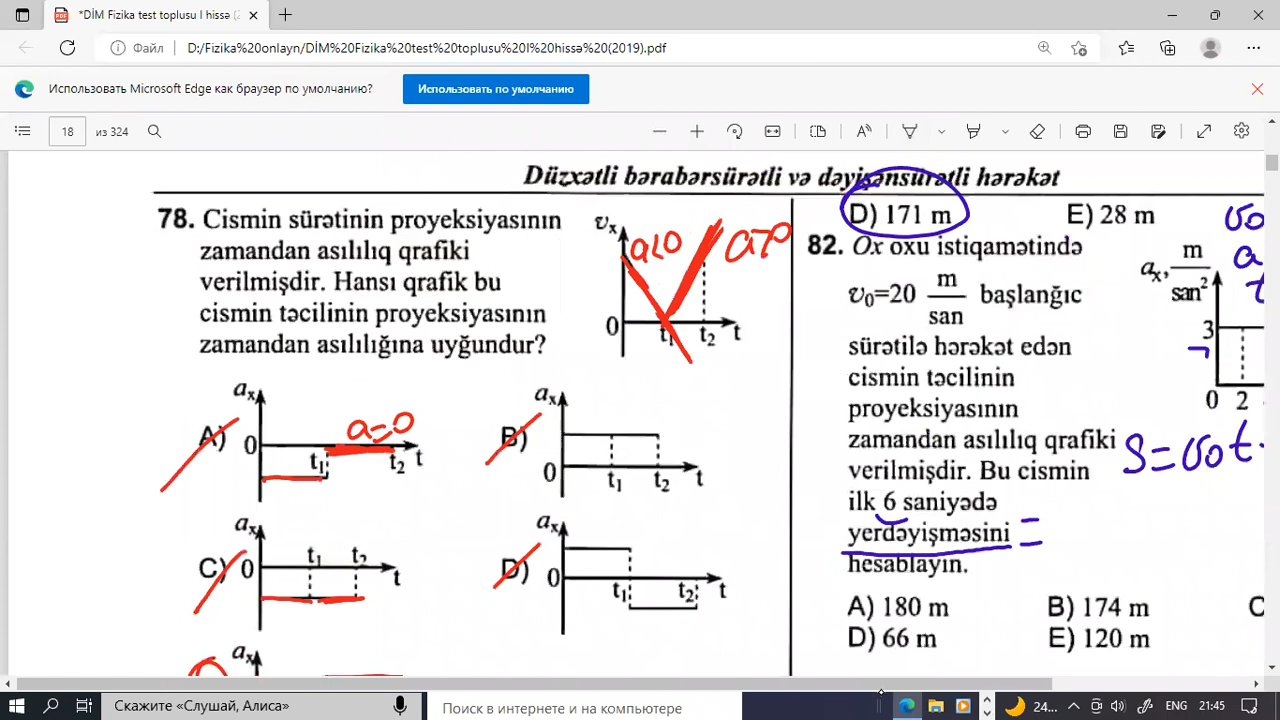 *DİM Fizika test toplusu I hissə (
Файл
D:/Fizika%20onlayn/DİM%20Fizika%20test%20toplusu%20I%20hissə%20(2019).pdf
Использовать Microsoft Edge как браузер по умолчанию?
Использовать по умолчанию
18 из 324
Düzxətli bərabərsürətli və dəyişənsürətli hərəkət
78. Cismin sürətinin proyeksiyasının
zamandan asılılıq qrafiki
verilmişdir. Hansı qrafik bu
cismin təcilinin proyeksiyasının
zamandan asılılığına uyğundur?
vx
a<0
a>0
0 t1 t2 t
A) ax 0 t1 t2 t
a=0
B) ax 0 t1 t2 t
C) ax 0 t1 t2 t
D) ax 0 t1 t2 t
ax
D) 171 m E) 28 m
82. Ox oxu istiqamətində
v0=20 m/san başlanğıc
sürətilə hərəkət edən
cismin təcilinin
proyeksiyasının
zamandan asılılıq qrafiki
verilmişdir. Bu cismin
ilk 6 saniyədə
yerdəyişməsini =
hesablayın.
ax, m/san²
3
0 2
S=v0t
A) 180 m B) 174 m C
D) 66 m E) 120 m
Скажите «Слушай, Алиса»
Поиск в интернете и на компьютере
24...
ENG
21:45